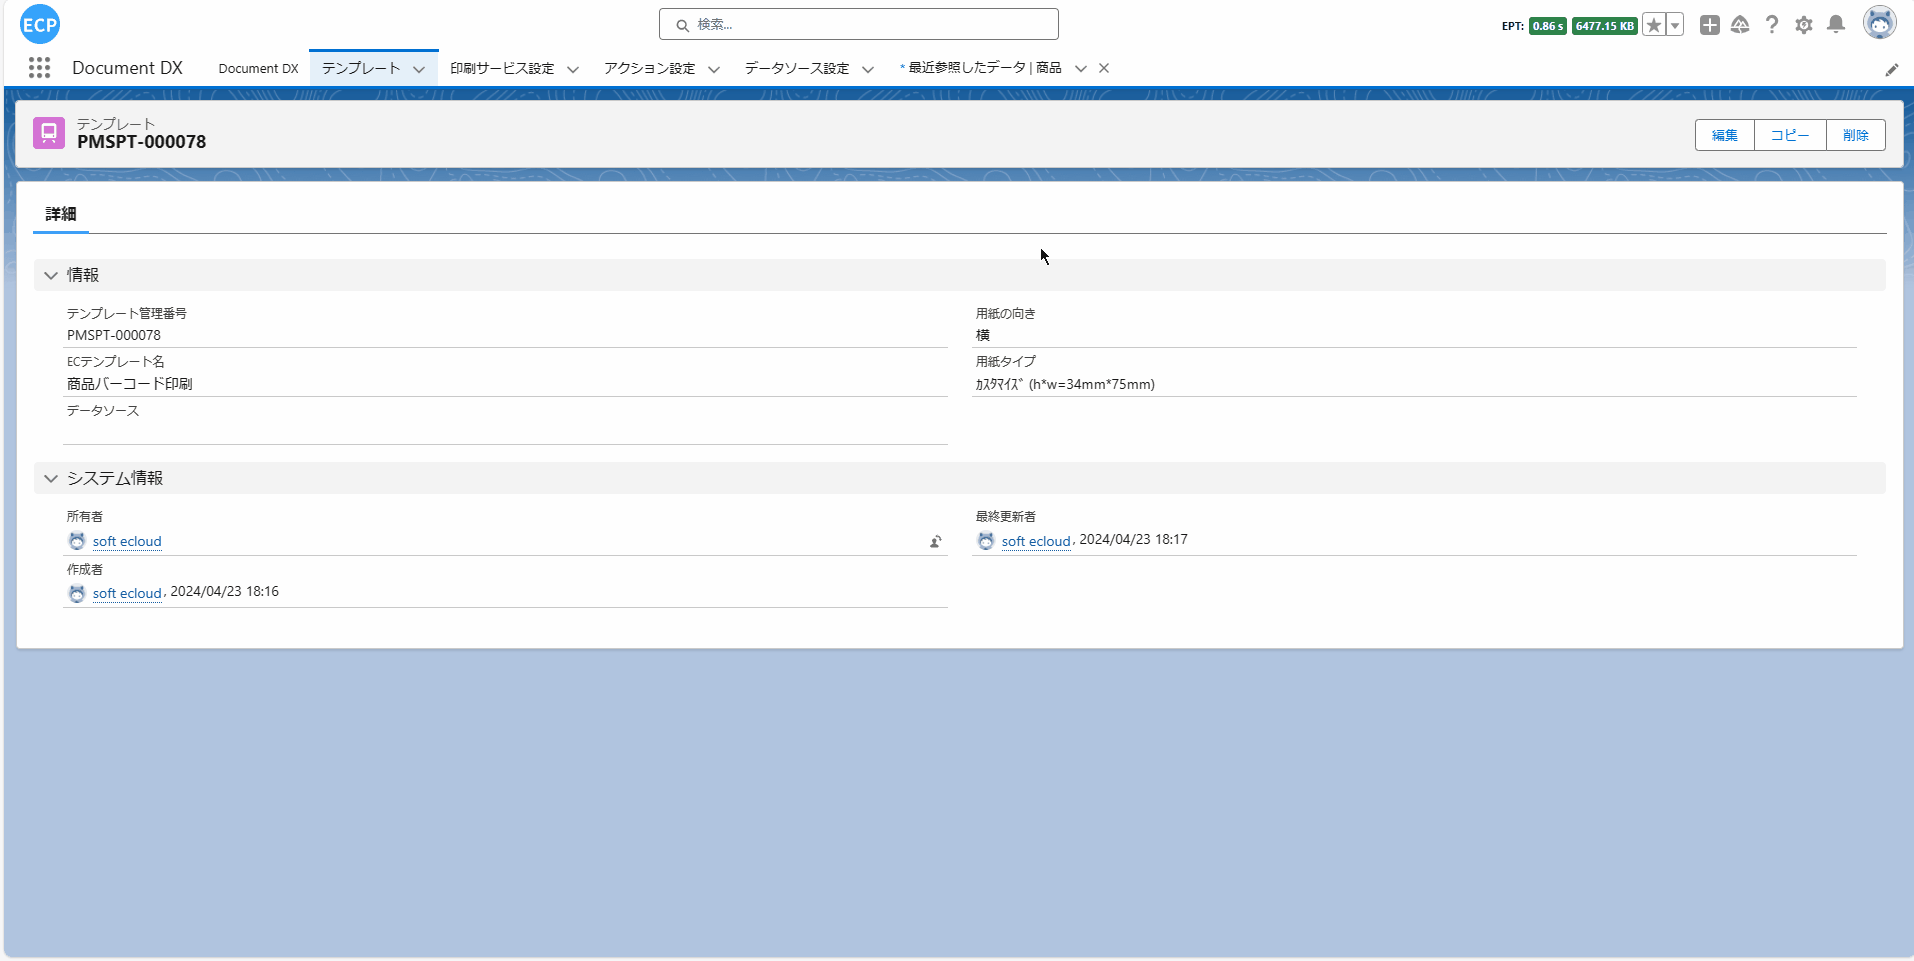 ECP
検索...
EPT: 0.86 s 6477.15 KB
Document DX
Document DX
テンプレート
印刷サービス設定
アクション設定
データソース設定
* 最近参照したデータ | 商品
テンプレート
PMSPT-000078
編集
コピー
削除
詳細
情報
テンプレート管理番号
PMSPT-000078
用紙の向き
横
ECテンプレート名
商品バーコード印刷
用紙タイプ
ｶｽﾀﾏｲｽﾞ (h*w=34mm*75mm)
データソース
システム情報
所有者
soft ecloud
最終更新者
soft ecloud, 2024/04/23 18:17
作成者
soft ecloud, 2024/04/23 18:16